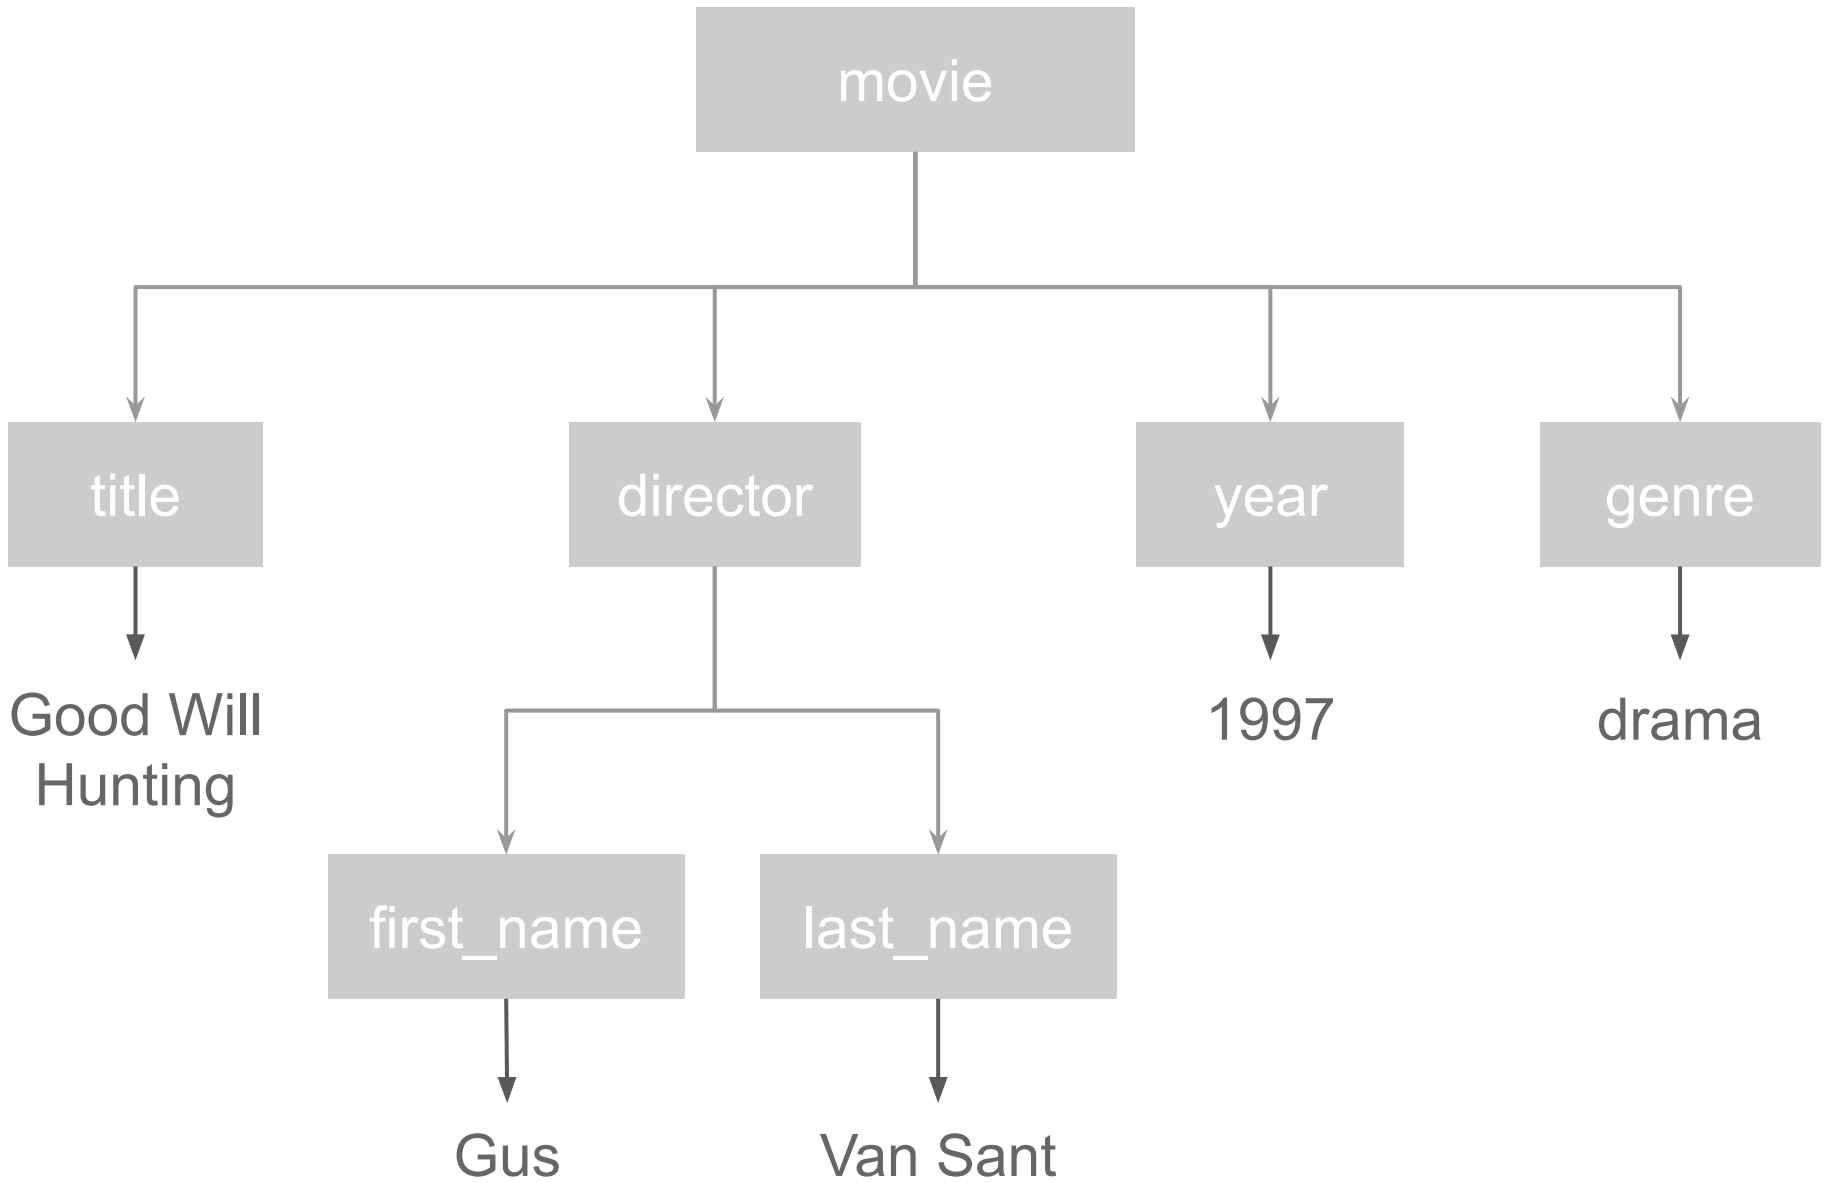 movie
title
director
year
genre
Good Will
Hunting
1997
drama
first_name
last_name
Gus
Van Sant